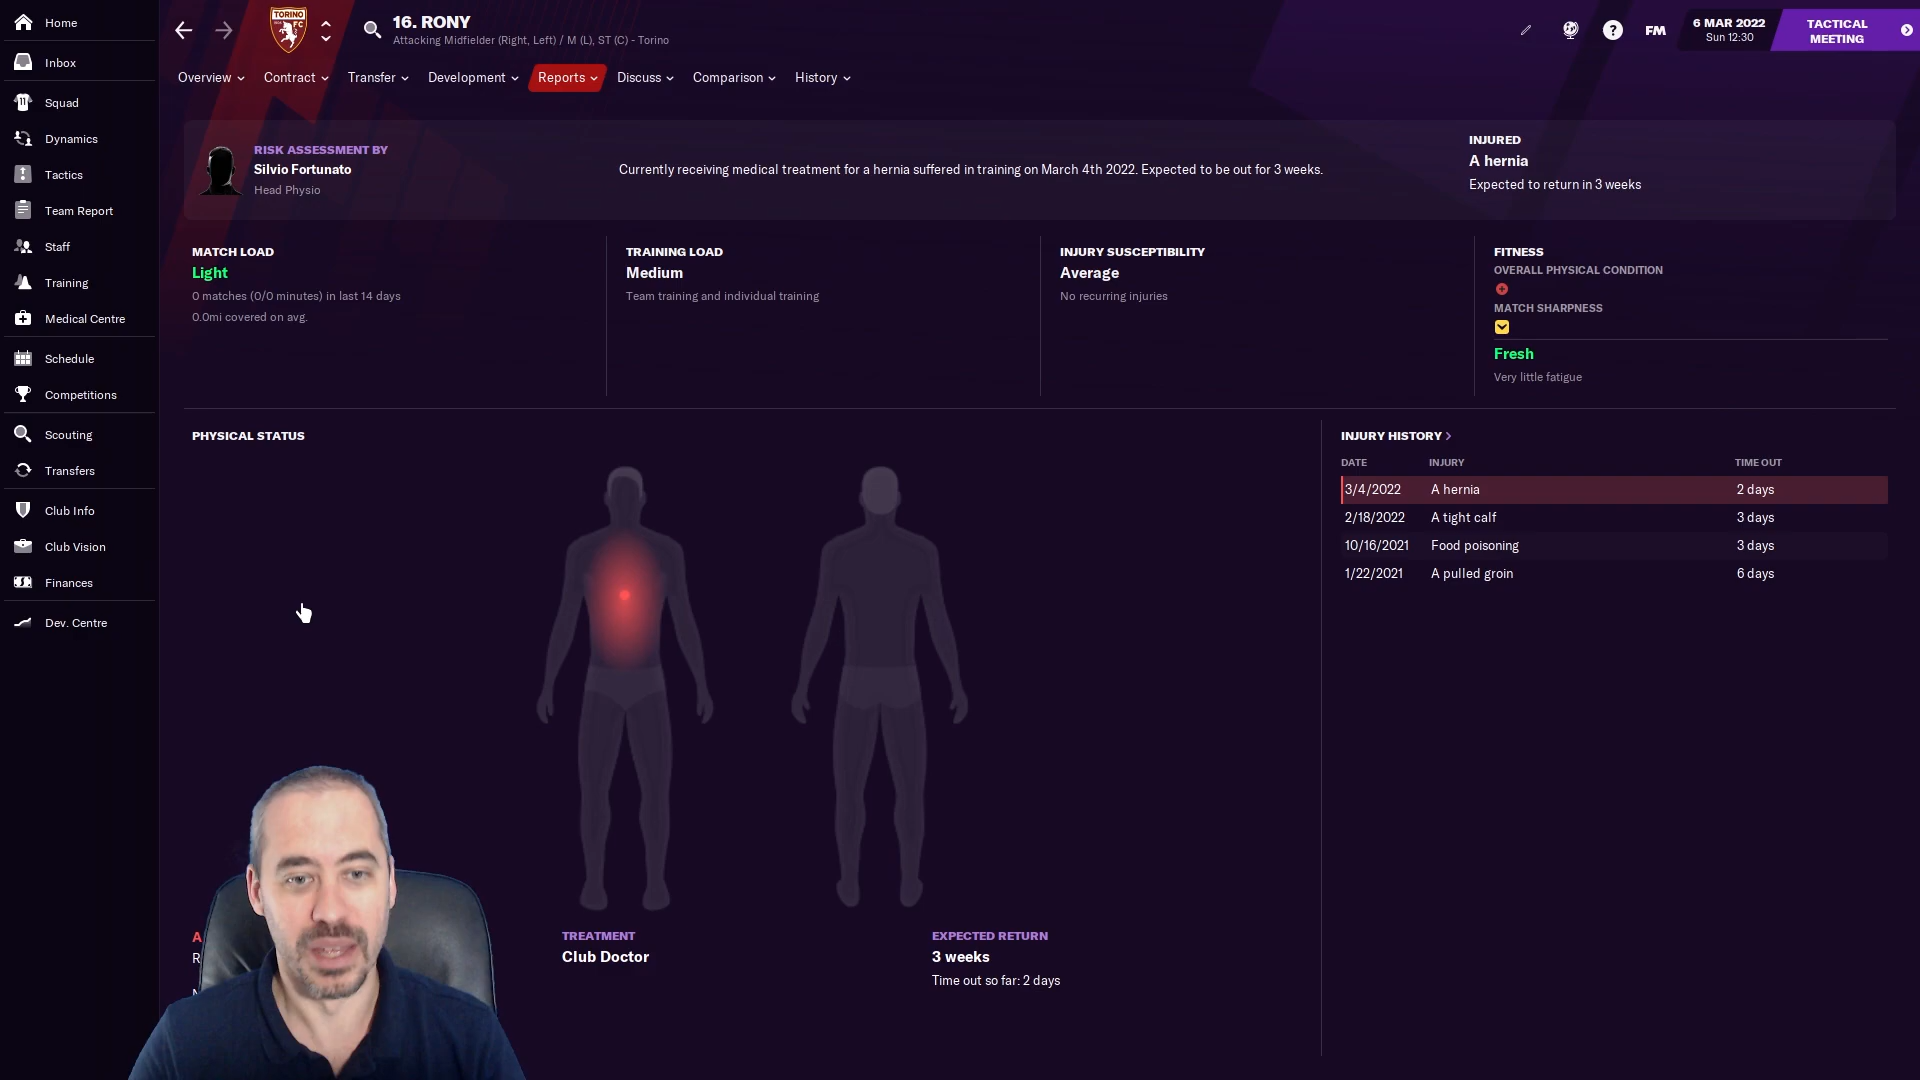 Home
Inbox
Squad
Dynamics
Tactics
Team Report
Staff
Training
Medical Centre
Schedule
Competitions
Scouting
Transfers
Club Info
Club Vision
Finances
Dev. Centre
TORINO
FC
16. RONY
Attacking Midfielder (Right, Left) / M (L), ST (C) - Torino
FM
6 MAR 2022
Sun 12:30
TACTICAL
MEETING
Overview
Contract
Transfer
Development
Reports
Discuss
Comparison
History
RISK ASSESSMENT BY
Silvio Fortunato
Head Physio
Currently receiving medical treatment for a hernia suffered in training on March 4th 2022. Expected to be out for 3 weeks.
INJURED
A hernia
Expected to return in 3 weeks
MATCH LOAD
Light
0 matches (0/0 minutes) in last 14 days
0.0mi covered on avg.
TRAINING LOAD
Medium
Team training and individual training
INJURY SUSCEPTIBILITY
Average
No recurring injuries
FITNESS
OVERALL PHYSICAL CONDITION
MATCH SHARPNESS
Fresh
Very little fatigue
PHYSICAL STATUS
A
R
TREATMENT
Club Doctor
EXPECTED RETURN
3 weeks
Time out so far: 2 days
INJURY HISTORY
DATE INJURY TIME OUT
3/4/2022 A hernia 2 days
2/18/2022 A tight calf 3 days
10/16/2021 Food poisoning 3 days
1/22/2021 A pulled groin 6 days